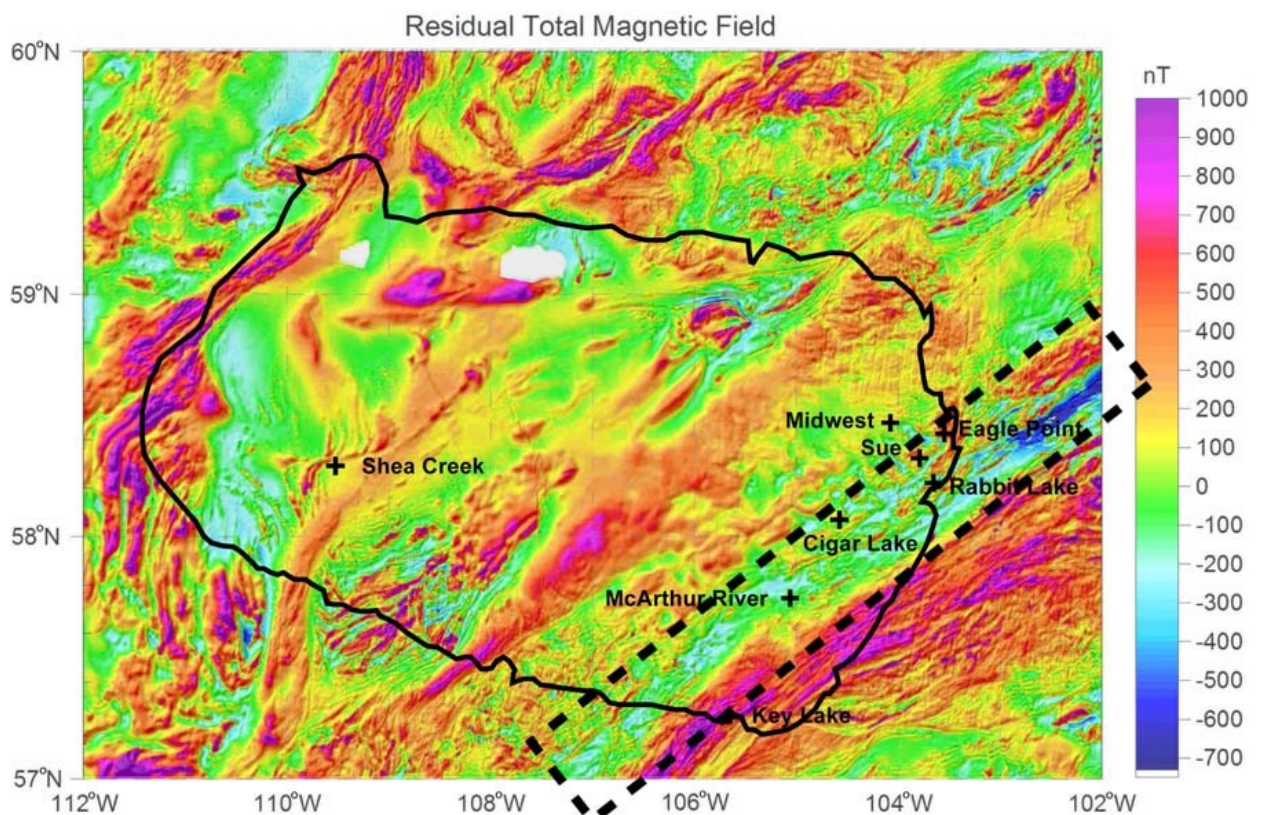 Residual Total Magnetic Field
60°N
59°N
58°N
57°N
112°W
110°W
108°W
106°W
104°W
102°W
Midwest
Eagle Point
Sue
Shea Creek
Rabbit Lake
Cigar Lake
McArthur River
Key Lake
nT
1000
900
800
700
600
500
400
300
200
100
0
-100
-200
-300
-400
-500
-600
-700